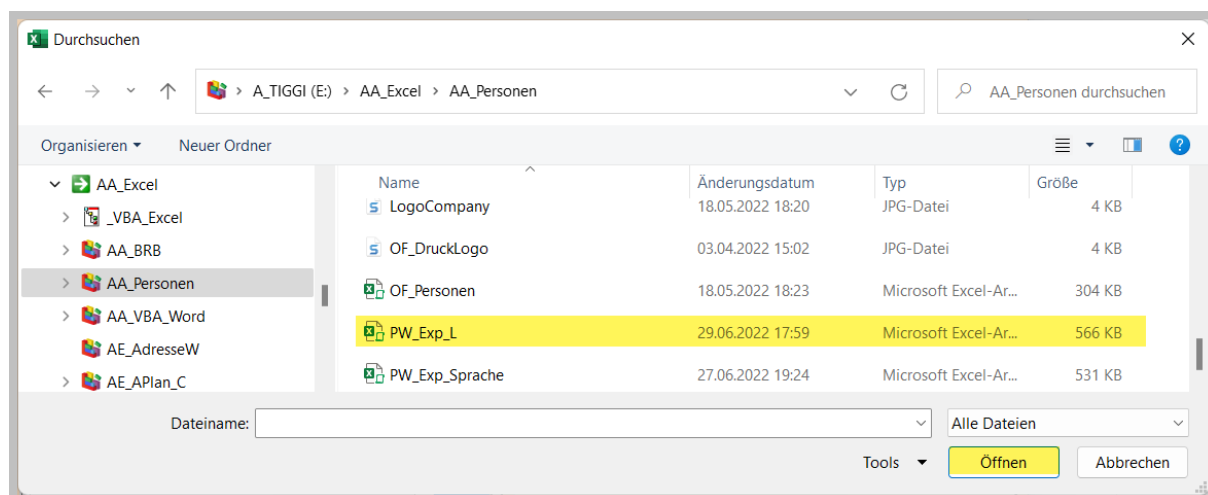 Durchsuchen
A_TIGGI (E:) > AA_Excel > AA_Personen
AA_Personen durchsuchen
Organisieren Neuer Ordner
AA_Excel
_VBA_Excel
AA_BRB
AA_Personen
AA_VBA_Word
AE_AdresseW
AE_APlan_C
Name Änderungsdatum Typ Größe
LogoCompany 18.05.2022 18:20 JPG-Datei 4 KB
OF_DruckLogo 03.04.2022 15:02 JPG-Datei 4 KB
OF_Personen 18.05.2022 18:23 Microsoft Excel-Ar... 304 KB
PW_Exp_L 29.06.2022 17:59 Microsoft Excel-Ar... 566 KB
PW_Exp_Sprache 27.06.2022 19:24 Microsoft Excel-Ar... 531 KB
Dateiname: Alle Dateien
Tools Öffnen Abbrechen